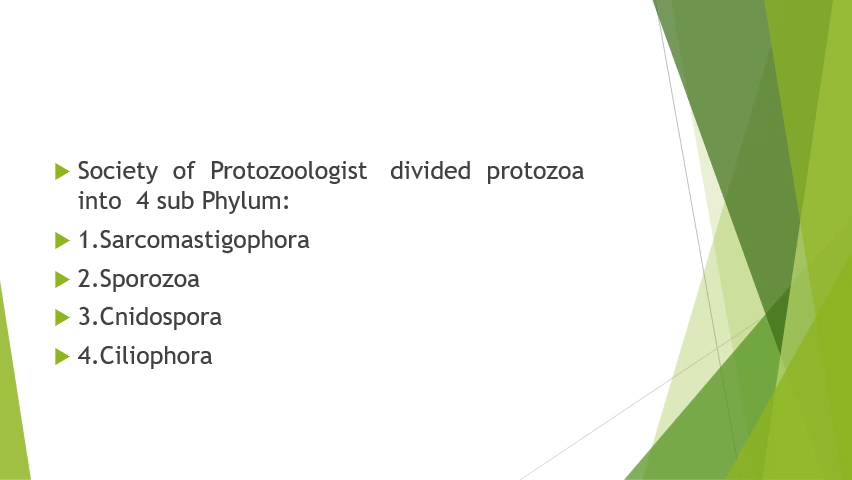 Society of Protozoologist divided protozoa
into 4 sub Phylum:
1.Sarcomastigophora
2.Sporozoa
3.Cnidospora
4.Ciliophora